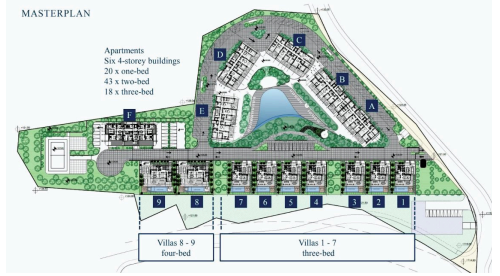 MASTERPLAN
Apartments
Six 4-storey buildings
20 x one-bed
43 x two-bed
18 x three-bed
C
D
B
A
E
F
9 8 7 6 5 4 3 2 1
Villas 8 - 9
four-bed
Villas 1 - 7
three-bed